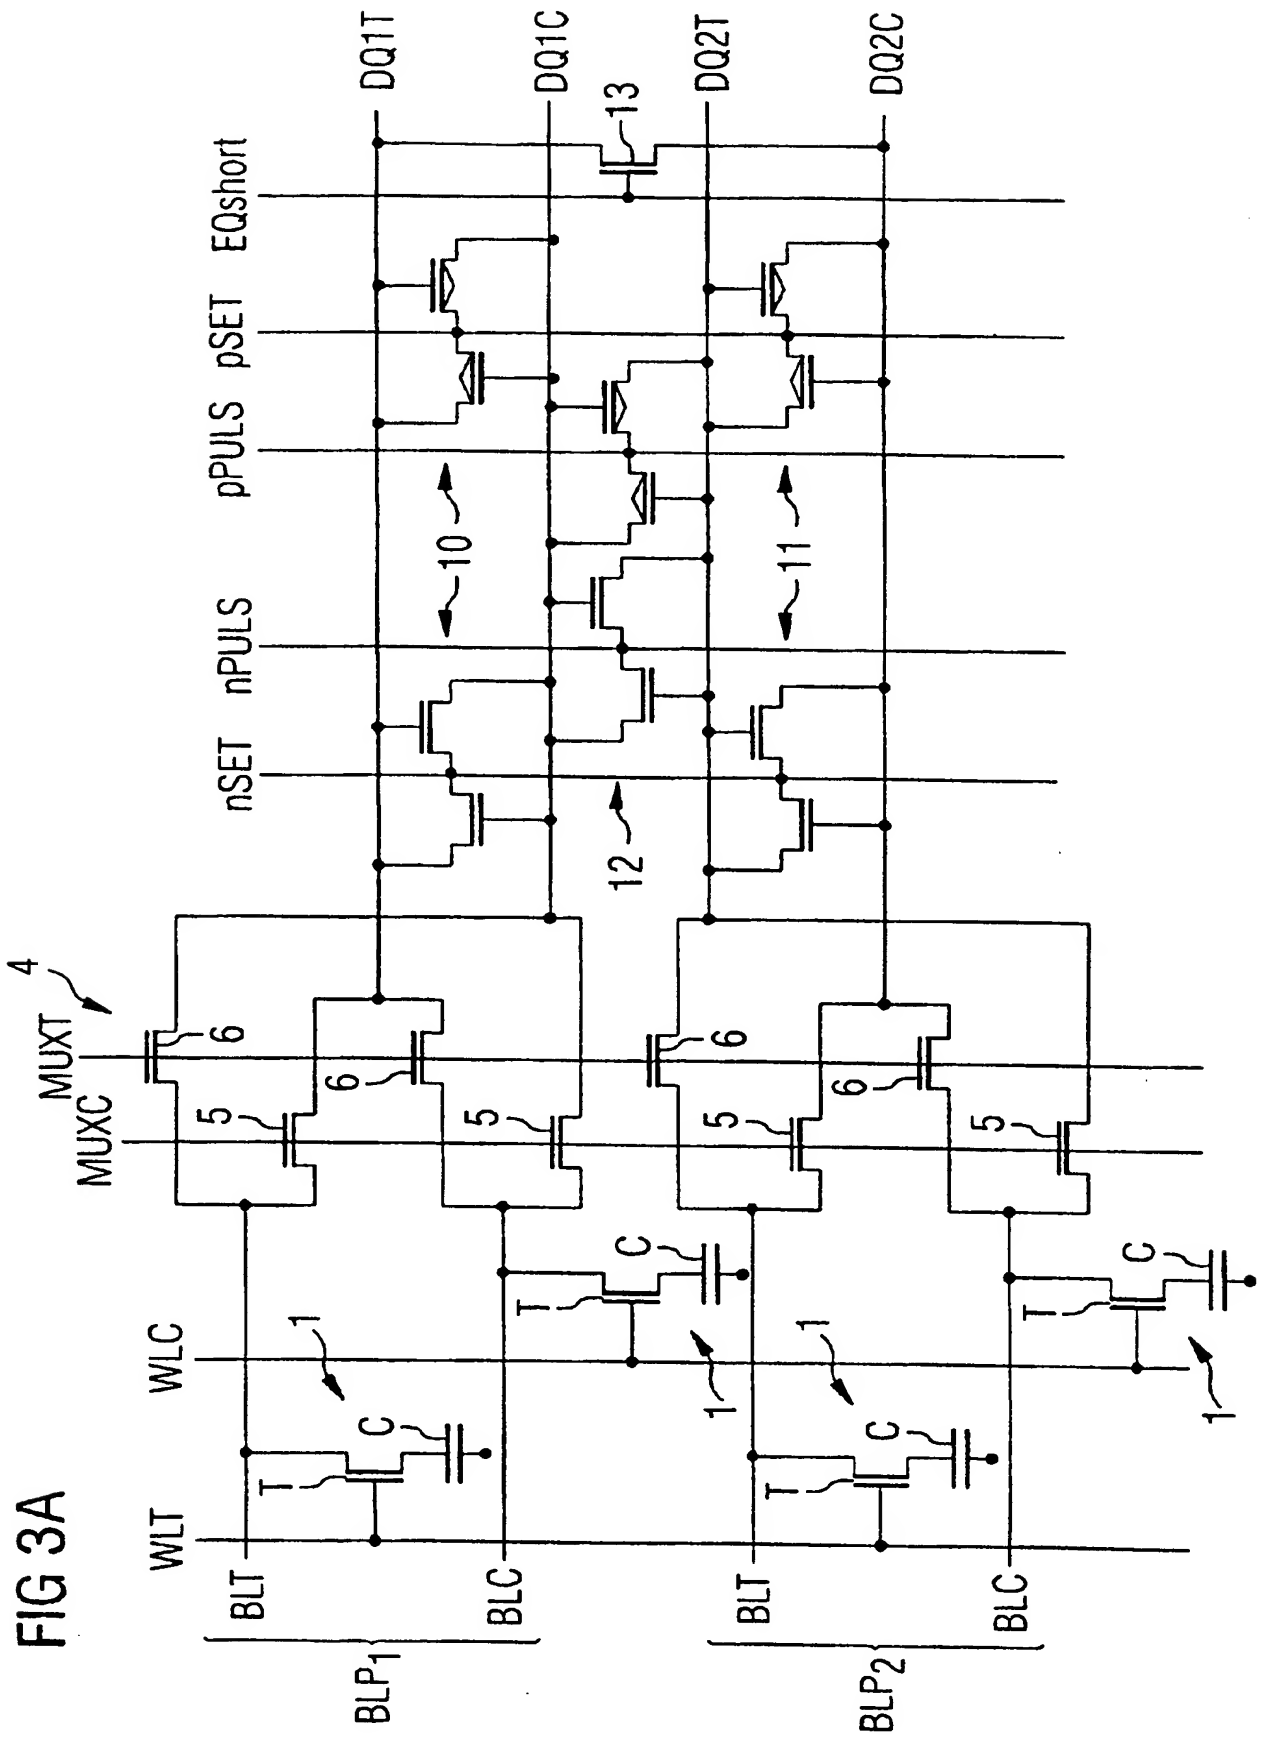 FIG 3A
WLT
WLC
MUXC
MUXT
4
nSET
nPULS
pPULS
pSET
EQshort
BLP1
BLT
BLC
T
C
1
T
C
1
5
6
6
5
10
12
13
DQ1T
DQ1C
BLP2
BLT
BLC
T
C
1
T
C
1
6
5
6
5
11
DQ2T
DQ2C